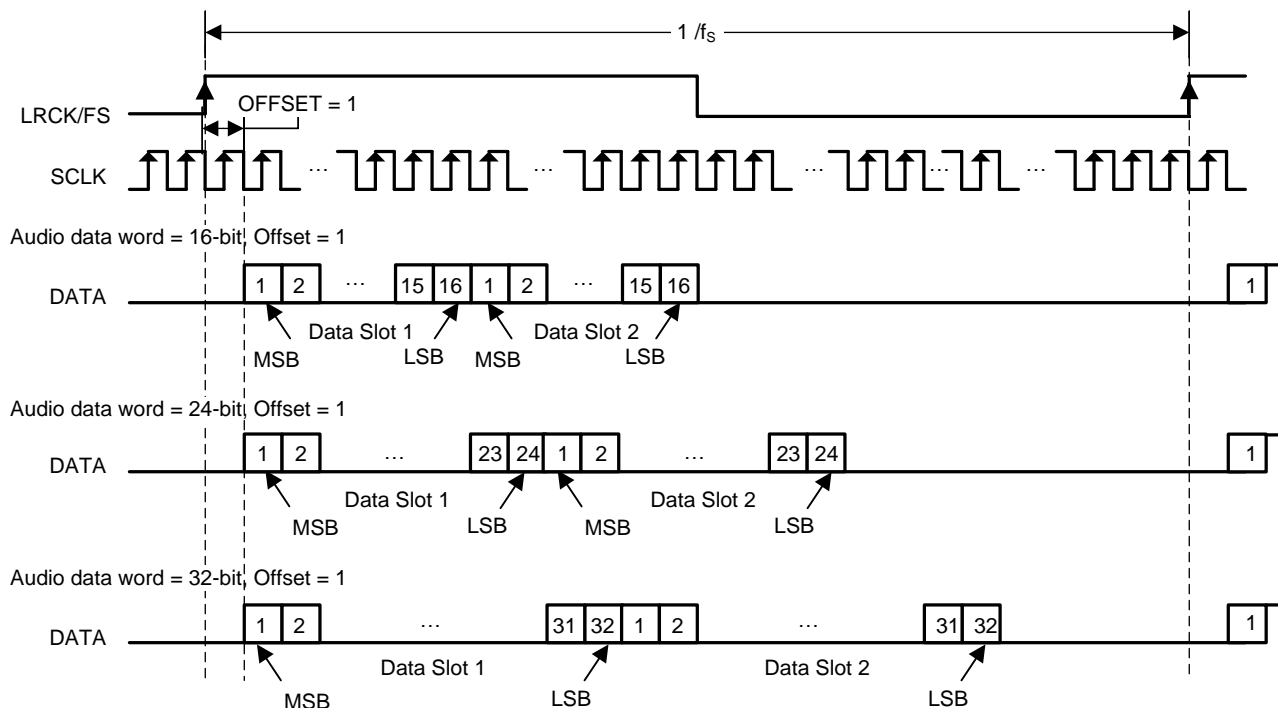 1 /fS
LRCK/FS
OFFSET = 1
SCLK … … … … …
Audio data word = 16-bit, Offset = 1
DATA 1 2 … 15 16 1 2 … 15 16 1
Data Slot 1 Data Slot 2
MSB LSB MSB LSB
Audio data word = 24-bit, Offset = 1
DATA 1 2 … 23 24 1 2 … 23 24 1
Data Slot 1 Data Slot 2
MSB LSB MSB LSB
Audio data word = 32-bit, Offset = 1
DATA 1 2 … 31 32 1 2 … 31 32 1
Data Slot 1 Data Slot 2
MSB LSB LSB